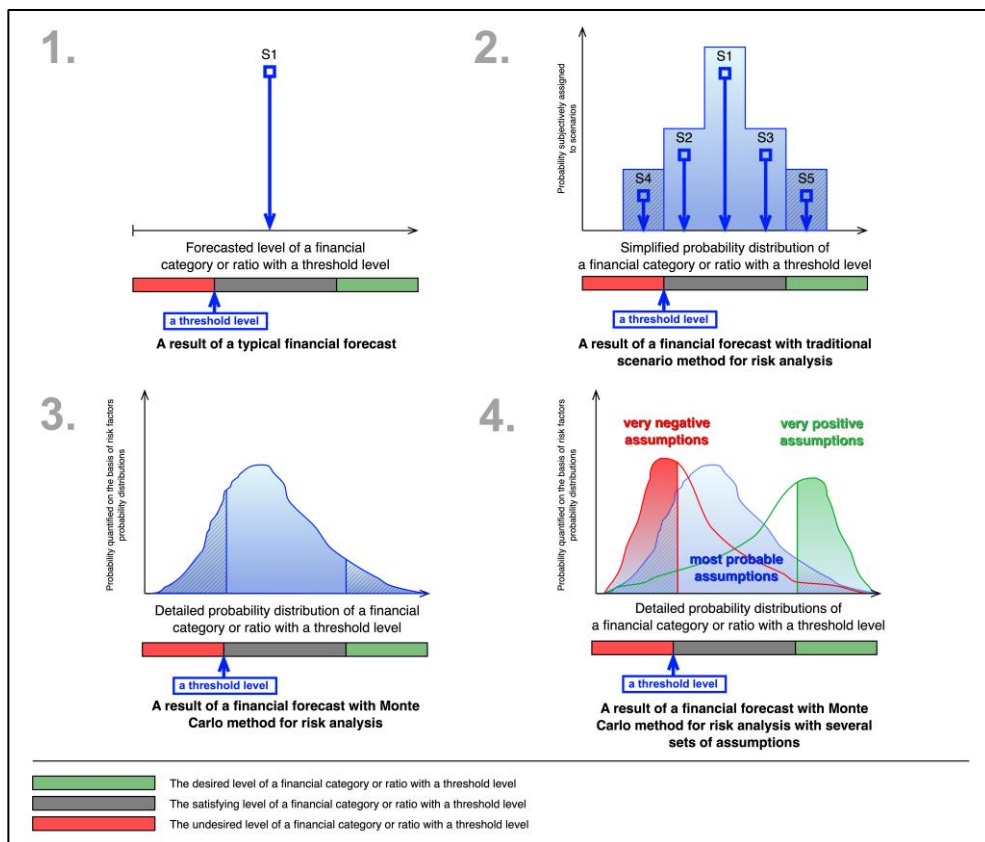 1.
S1
Forecasted level of a financial
category or ratio with a threshold level
a threshold level
A result of a typical financial forecast
2.
Probability subjectively assigned
to scenarios
S1
S2
S3
S4
S5
Simplified probability distribution of
a financial category or ratio with a threshold level
a threshold level
A result of a financial forecast with traditional
scenario method for risk analysis
3.
Probability quantified on the basis of risk factors
probability distributions
Detailed probability distribution of a financial
category or ratio with a threshold level
a threshold level
A result of a financial forecast with Monte
Carlo method for risk analysis
4.
Probability quantified on the basis of risk factors
probability distributions
very negative
assumptions
very positive
assumptions
most probable
assumptions
Detailed probability distributions of
a financial category or ratio with a threshold level
a threshold level
A result of a financial forecast with Monte
Carlo method for risk analysis with several
sets of assumptions
The desired level of a financial category or ratio with a threshold level
The satisfying level of a financial category or ratio with a threshold level
The undesired level of a financial category or ratio with a threshold level